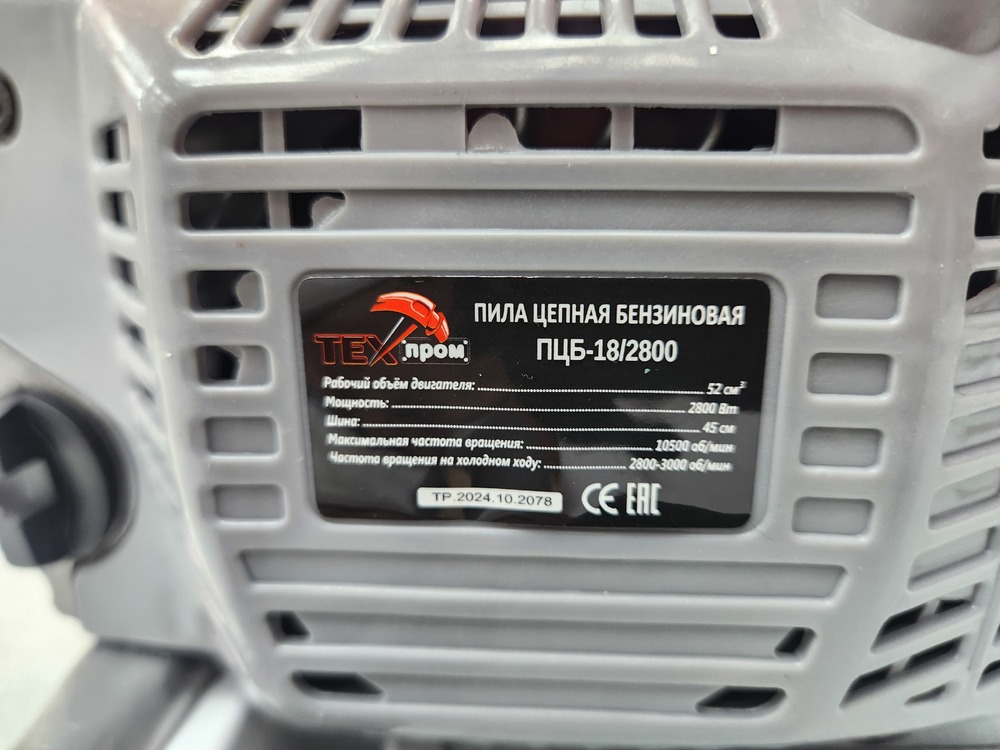 ТЕХ пром
ПИЛА ЦЕПНАЯ БЕНЗИНОВАЯ
ПЦБ-18/2800
Рабочий объём двигателя: 52 см³
Мощность: 2800 Вт
Шина: 45 см
Максимальная частота вращения: 10500 об/мин
Частота вращения на холодном ходу: 2800-3000 об/мин
ТР.2024.10.2078 CE EAC